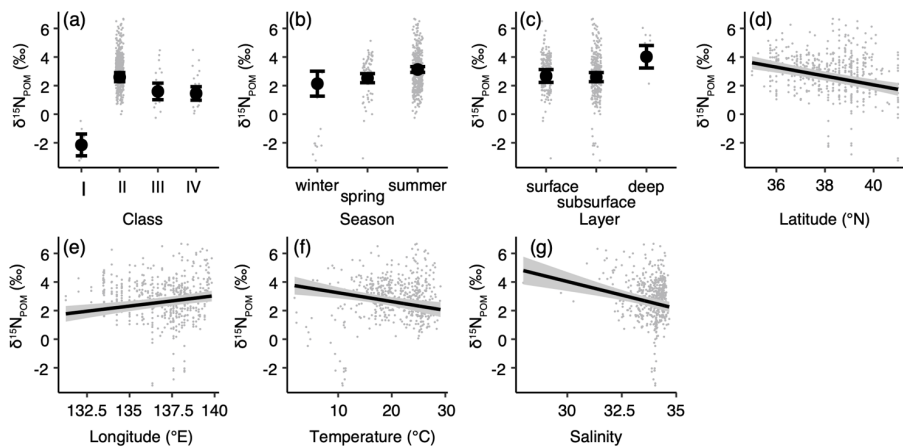 (a) (b) (c) (d)
6 6 6 6
4 4 4 4
2 2 2 2
0 0 0 0
-2 -2 -2 -2
δ¹⁵N_POM (‰) δ¹⁵N_POM (‰) δ¹⁵N_POM (‰) δ¹⁵N_POM (‰)
I II III IV winter spring summer surface subsurface deep 36 38 40
Class Season Layer Latitude (°N)
(e) (f) (g)
6 6 6
4 4 4
2 2 2
0 0 0
-2 -2 -2
δ¹⁵N_POM (‰) δ¹⁵N_POM (‰) δ¹⁵N_POM (‰)
132.5 135 137.5 140 10 20 30 30 32.5 35
Longitude (°E) Temperature (°C) Salinity